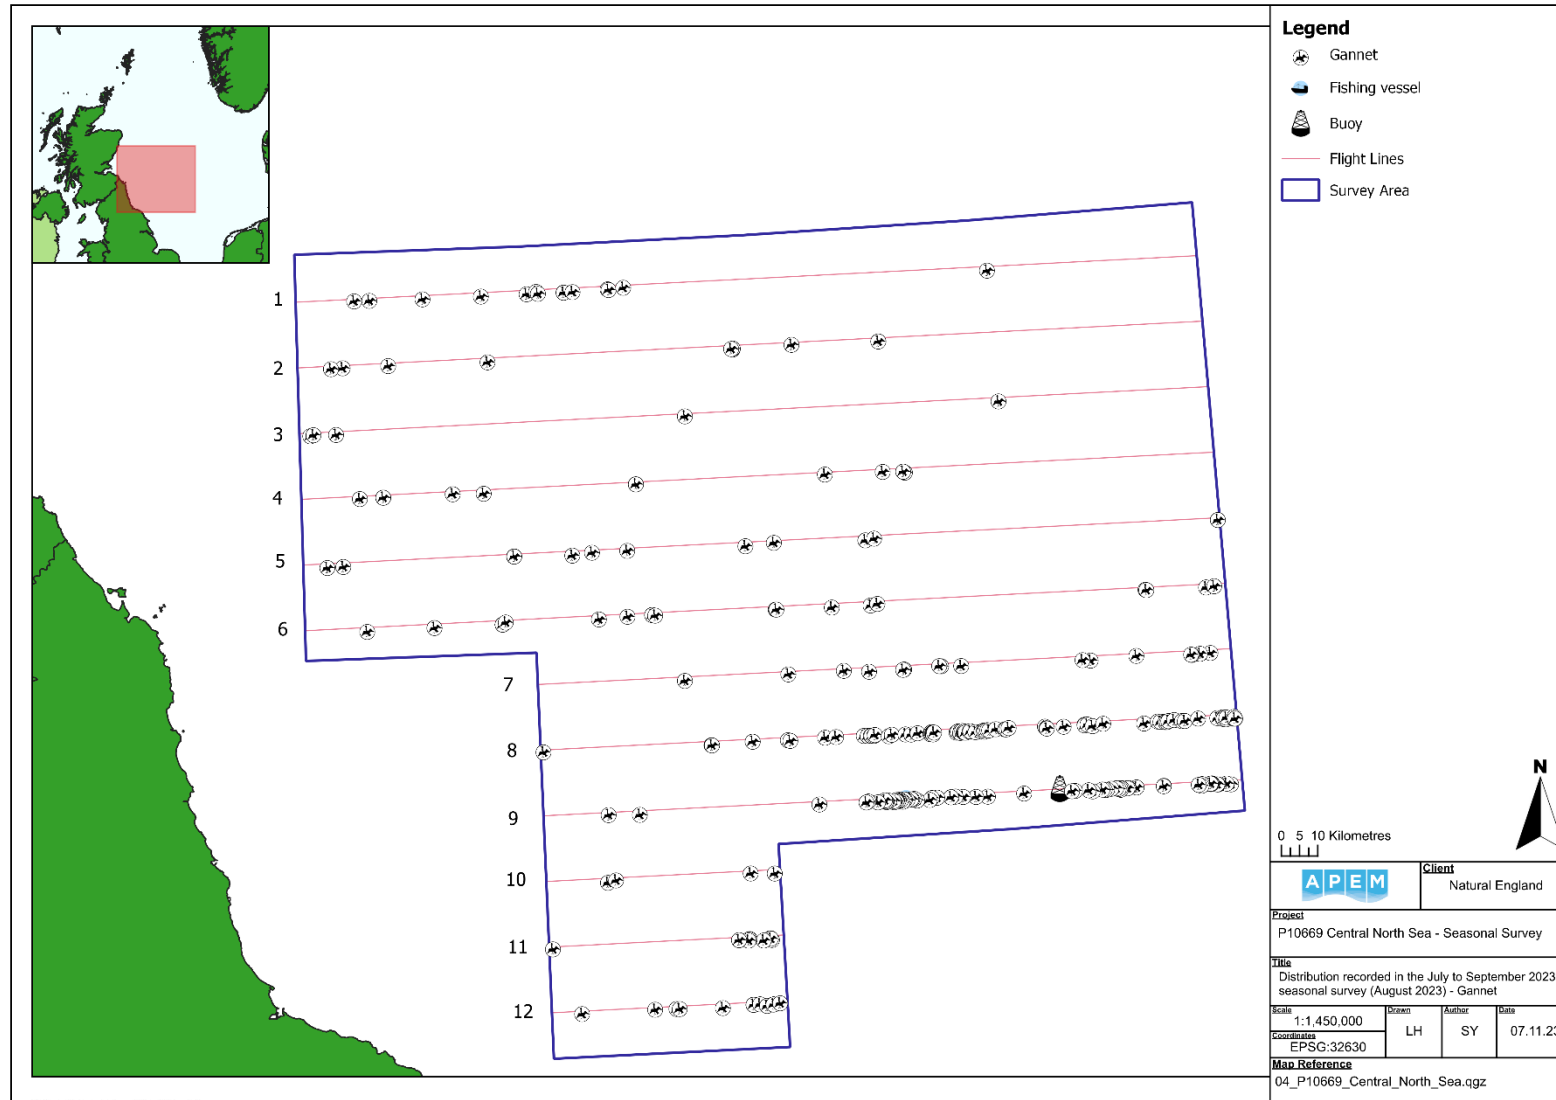 Legend
Gannet
Fishing vessel
Buoy
Flight Lines
Survey Area
1
2
3
4
5
6
7
8
9
10
11
12
N
0 5 10 Kilometres
APEM
Client
Natural England
Project
P10669 Central North Sea - Seasonal Survey
Title
Distribution recorded in the July to September 2023
seasonal survey (August 2023) - Gannet
Scale
1:1,450,000
Drawn
LH
Author
SY
Date
07.11.23
Coordinates
EPSG:32630
Map Reference
04_P10669_Central_North_Sea.qgz